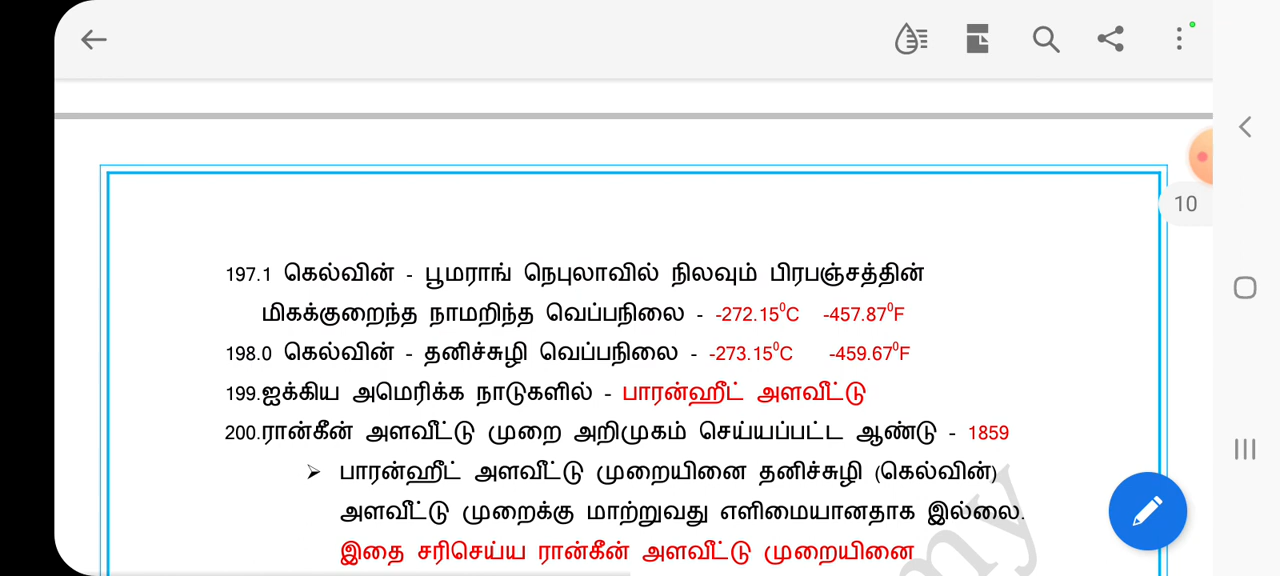 10
197.1 கெல்வின் - பூமராங் நெபுலாவில் நிலவும் பிரபஞ்சத்தின்
மிகக்குறைந்த நாமறிந்த வெப்பநிலை - -272.15⁰C -457.87⁰F
198.0 கெல்வின் - தனிச்சுழி வெப்பநிலை - -273.15⁰C -459.67⁰F
199.ஐக்கிய அமெரிக்க நாடுகளில் - பாரன்ஹீட் அளவீட்டு
200.ரான்கீன் அளவீட்டு முறை அறிமுகம் செய்யப்பட்ட ஆண்டு - 1859
➢ பாரன்ஹீட் அளவீட்டு முறையினை தனிச்சுழி (கெல்வின்)
அளவீட்டு முறைக்கு மாற்றுவது எளிமையானதாக இல்லை.
இதை சரிசெய்ய ரான்கீன் அளவீட்டு முறையினை
my